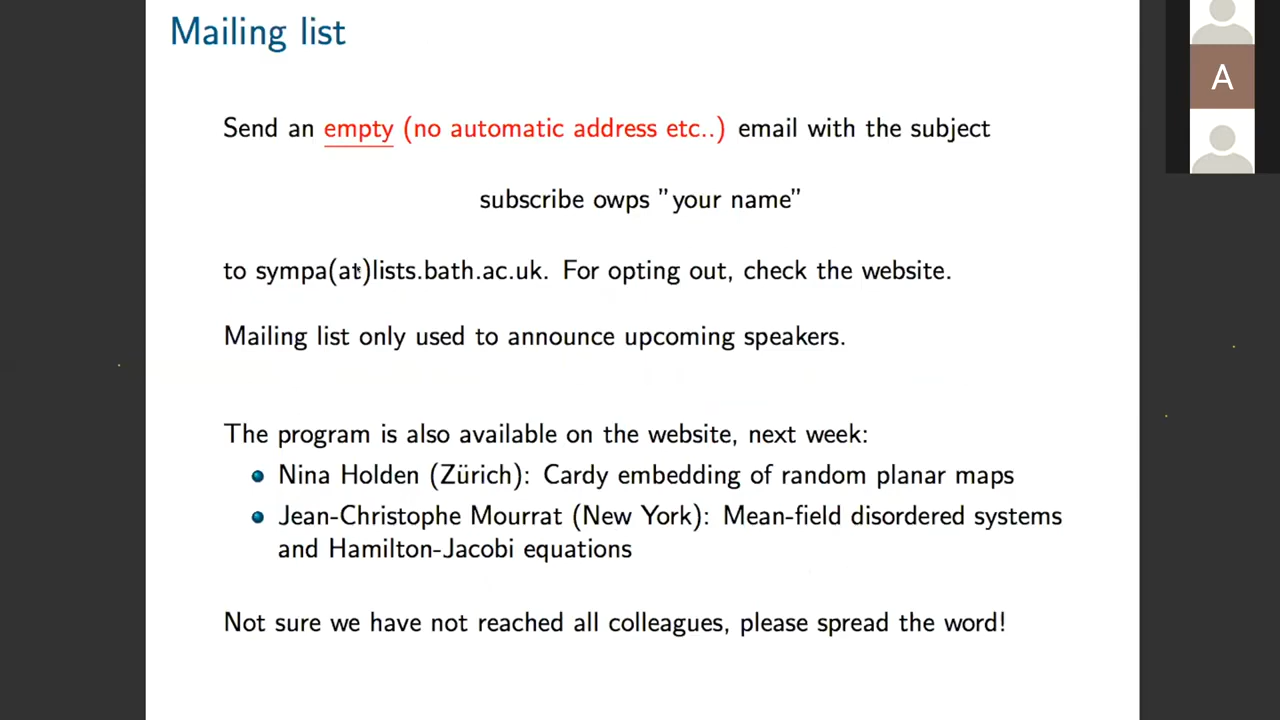 Mailing list
Send an empty (no automatic address etc..) email with the subject
subscribe owps ”your name”
to sympa(at)lists.bath.ac.uk. For opting out, check the website.
Mailing list only used to announce upcoming speakers.
The program is also available on the website, next week:
Nina Holden (Zürich): Cardy embedding of random planar maps
Jean-Christophe Mourrat (New York): Mean-field disordered systems
and Hamilton-Jacobi equations
Not sure we have not reached all colleagues, please spread the word!
A